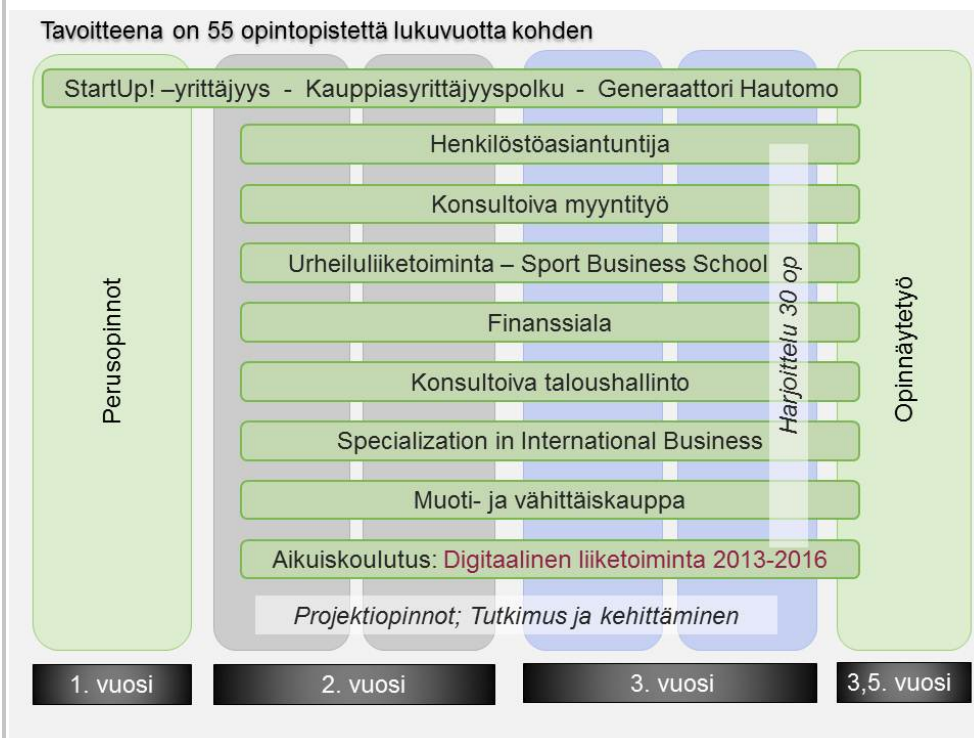 Tavoitteena on 55 opintopistettä lukuvuotta kohden
StartUp! –yrittäjyys - Kauppiasyrittäjyyspolku - Generaattori Hautomo
Henkilöstöasiantuntija
Konsultoiva myyntityö
Urheiluliiketoiminta – Sport Business School
Finanssiala
Konsultoiva taloushallinto
Specialization in International Business
Muoti- ja vähittäiskauppa
Aikuiskoulutus: Digitaalinen liiketoiminta 2013-2016
Projektiopinnot; Tutkimus ja kehittäminen
Perusopinnot
Harjoittelu 30 op
Opinnäytetyö
1. vuosi
2. vuosi
3. vuosi
3,5. vuosi